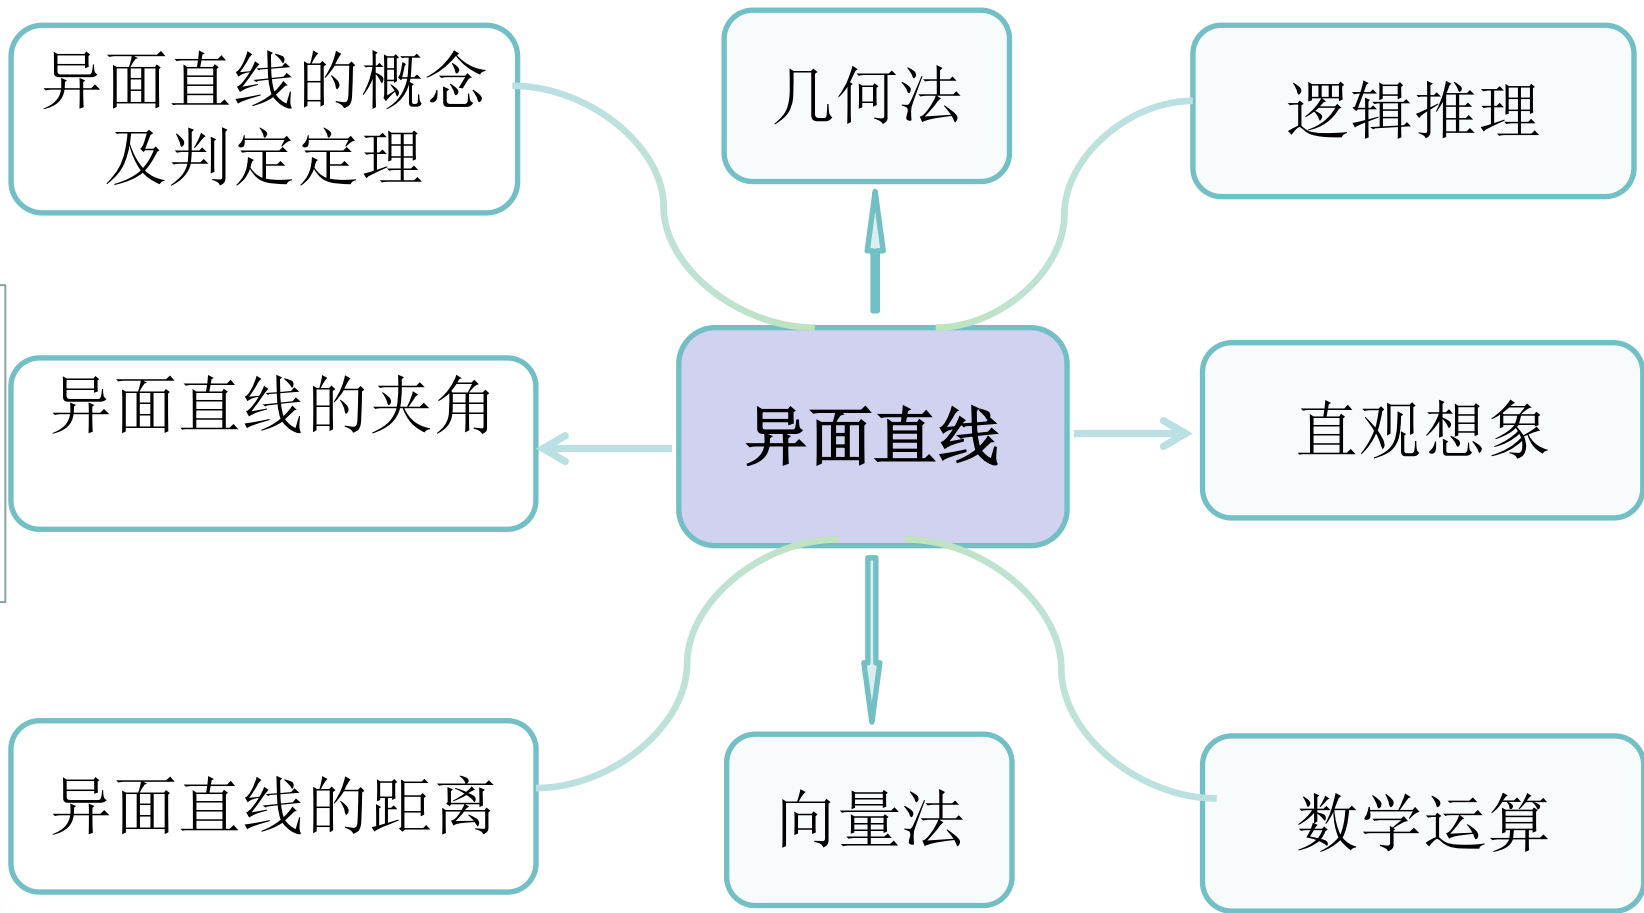 异面直线的概念
及判定定理
几何法
逻辑推理
异面直线的夹角
异面直线
直观想象
异面直线的距离
向量法
数学运算